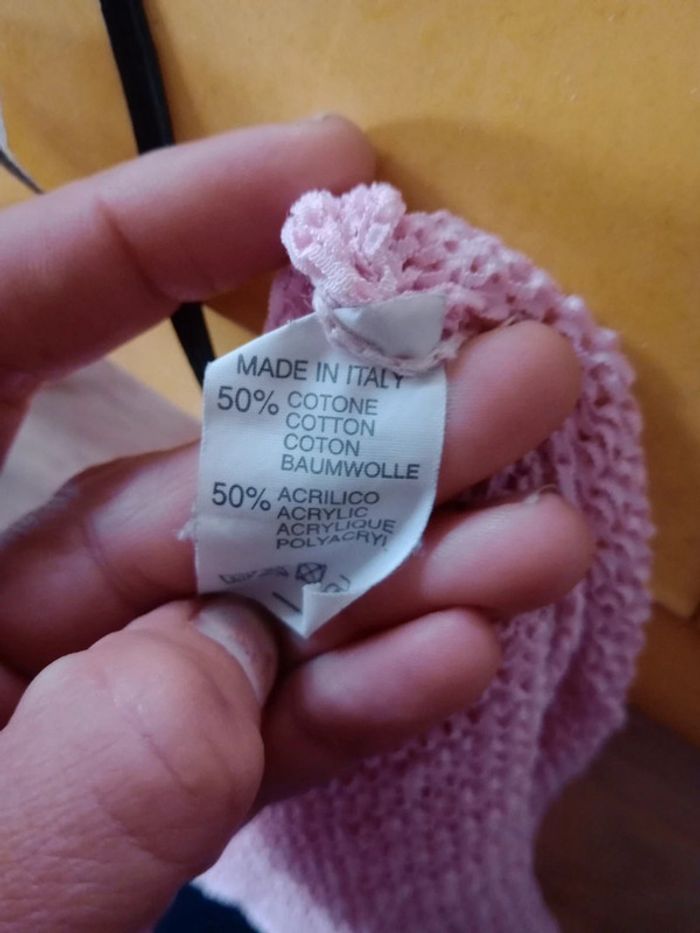 MADE IN ITALY
50% COTONE
COTTON
COTON
BAUMWOLLE
50% ACRILICO
ACRYLIC
ACRYLIQUE
POLYACRYL